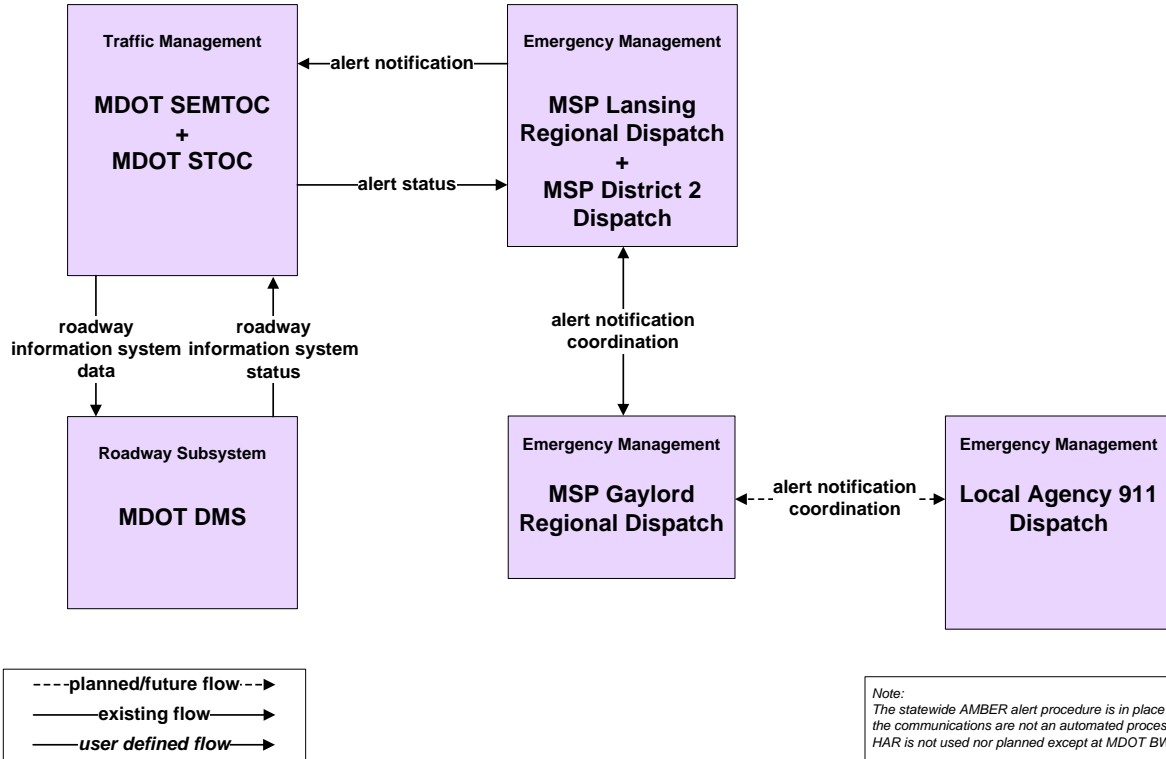 Traffic Management
MDOT SEMTOC
+
MDOT STOC
alert notification
alert status
Emergency Management
MSP Lansing
Regional Dispatch
+
MSP District 2
Dispatch
roadway
information system
data
roadway
information system
status
alert notification
coordination
Roadway Subsystem
MDOT DMS
Emergency Management
MSP Gaylord
Regional Dispatch
alert notification
coordination
Emergency Management
Local Agency 911
Dispatch
planned/future flow
existing flow
user defined flow
Note:
The statewide AMBER alert procedure is in place
the communications are not an automated
HAR is not used nor planned except at MDOT